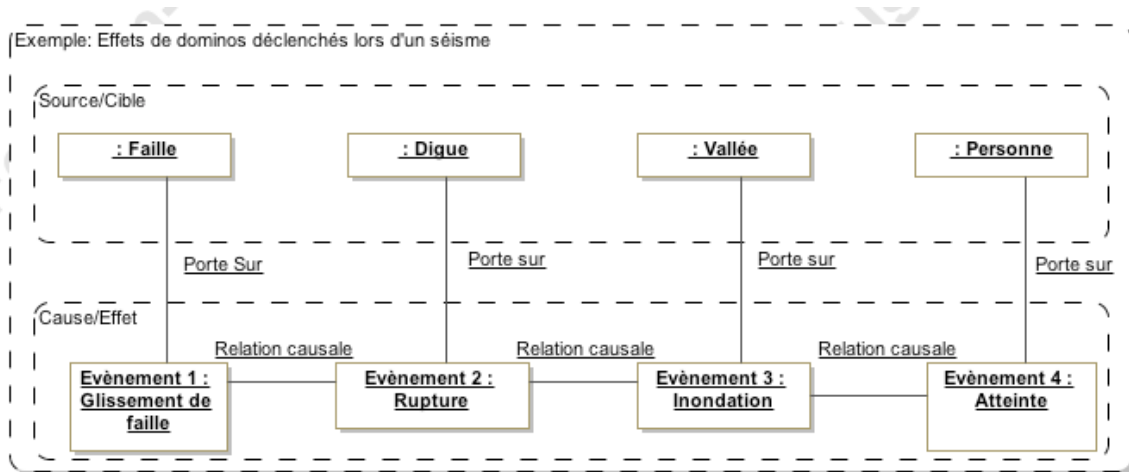 Exemple: Effets de dominos déclenchés lors d'un séisme
Source/Cible
: Faille
: Digue
: Vallée
: Personne
Porte Sur
Porte sur
Porte sur
Porte sur
Cause/Effet
Relation causale
Relation causale
Relation causale
Evènement 1 :
Glissement de
faille
Evènement 2 :
Rupture
Evènement 3 :
Inondation
Evènement 4 :
Atteinte